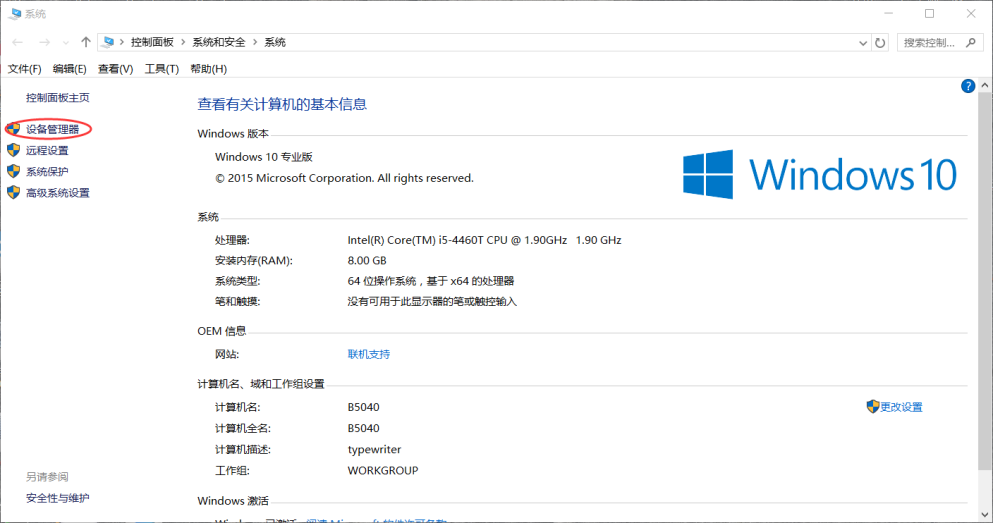 系统
控制面板 > 系统和安全 > 系统
搜索控制...
文件(F) 编辑(E) 查看(V) 工具(T) 帮助(H)
控制面板主页
设备管理器
远程设置
系统保护
高级系统设置
另请参阅
安全性与维护
查看有关计算机的基本信息
Windows 版本
Windows 10 专业版
© 2015 Microsoft Corporation. All rights reserved.
Windows 10
系统
处理器: Intel(R) Core(TM) i5-4460T CPU @ 1.90GHz 1.90 GHz
安装内存(RAM): 8.00 GB
系统类型: 64 位操作系统，基于 x64 的处理器
笔和触摸: 没有可用于此显示器的笔或触控输入
OEM 信息
网站: 联机支持
计算机名、域和工作组设置
计算机名: B5040
更改设置
计算机全名: B5040
计算机描述: typewriter
工作组: WORKGROUP
Windows 激活